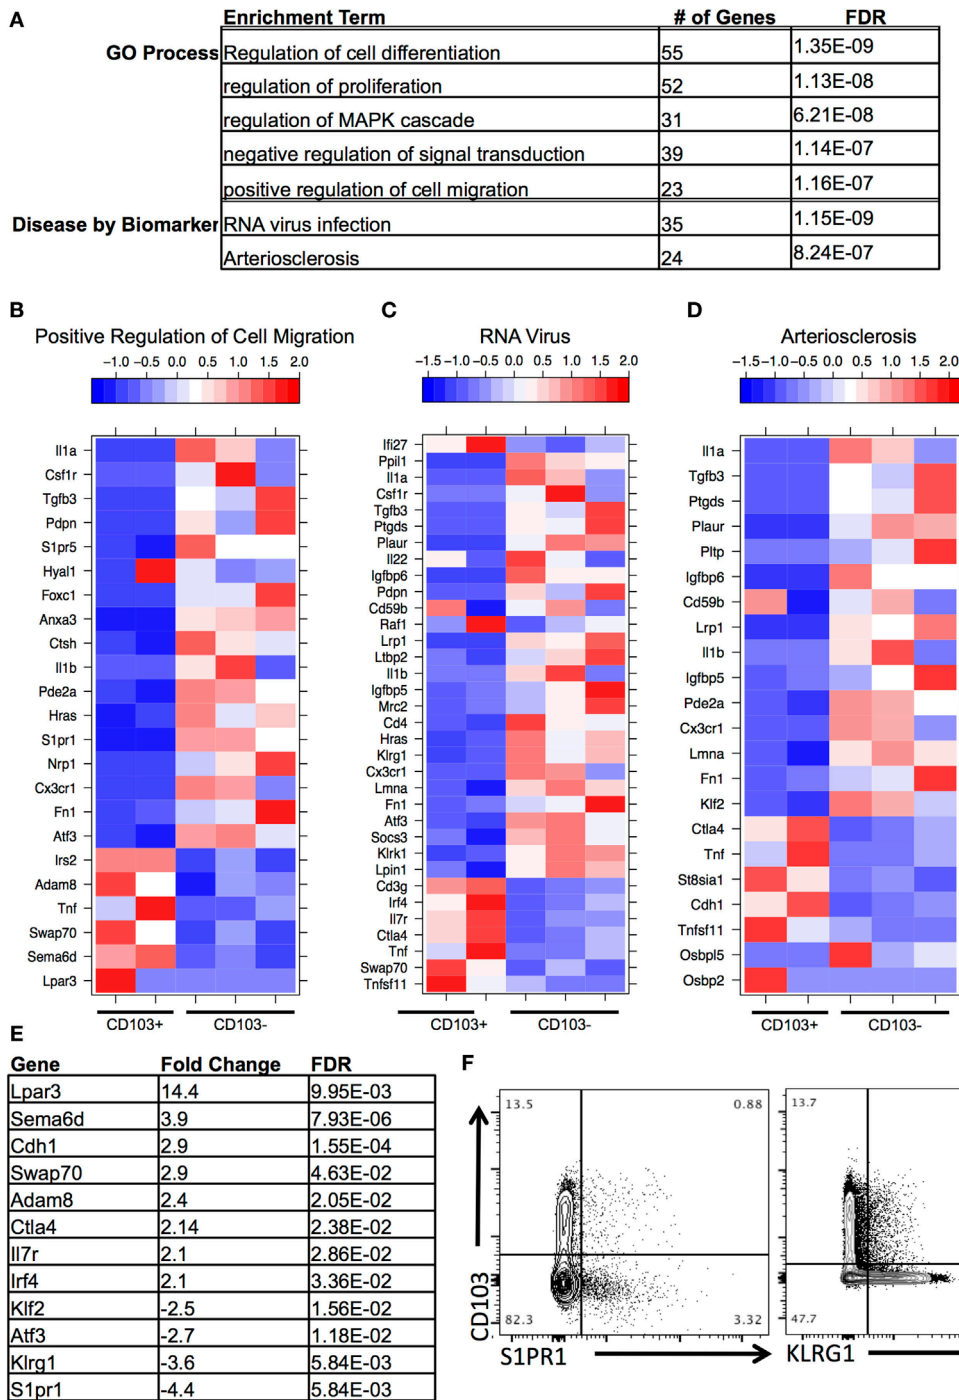 A
Enrichment Term # of Genes FDR
GO Process Regulation of cell differentiation 55 1.35E-09
regulation of proliferation 52 1.13E-08
regulation of MAPK cascade 31 6.21E-08
negative regulation of signal transduction 39 1.14E-07
positive regulation of cell migration 23 1.16E-07
Disease by Biomarker RNA virus infection 35 1.15E-09
Arteriosclerosis 24 8.24E-07
B
Positive Regulation of Cell Migration
−1.0 −0.5 0.0 0.5 1.0 1.5 2.0
Il1a
Csf1r
Tgfb3
Pdpn
S1pr5
Hyal1
Foxc1
Anxa3
Ctsh
Il1b
Pde2a
Hras
S1pr1
Nrp1
Cx3cr1
Fn1
Atf3
Irs2
Adam8
Tnf
Swap70
Sema6d
Lpar3
CD103+ CD103-
C
RNA Virus
−1.5 −1.0 −0.5 0.0 0.5 1.0 1.5 2.0
Ifi27
Ppil1
Il1a
Csf1r
Tgfb3
Ptgds
Plaur
Il22
Igfbp6
Pdpn
Cd59b
Raf1
Lrp1
Ltbp2
Il1b
Igfbp5
Mrc2
Cd4
Hras
Klrg1
Cx3cr1
Lmna
Fn1
Atf3
Socs3
Klrk1
Lpin1
Cd3g
Irf4
Il7r
Ctla4
Tnf
Swap70
Tnfsf11
CD103+ CD103-
D
Arteriosclerosis
−1.5 −1.0 −0.5 0.0 0.5 1.0 1.5 2.0
Il1a
Tgfb3
Ptgds
Plaur
Pltp
Igfbp6
Cd59b
Lrp1
Il1b
Igfbp5
Pde2a
Cx3cr1
Lmna
Fn1
Klf2
Ctla4
Tnf
St8sia1
Cdh1
Tnfsf11
Osbpl5
Osbp2
CD103+ CD103-
E
Gene Fold Change FDR
Lpar3 14.4 9.95E-03
Sema6d 3.9 7.93E-06
Cdh1 2.9 1.55E-04
Swap70 2.9 4.63E-02
Adam8 2.4 2.05E-02
Ctla4 2.14 2.38E-02
Il7r 2.1 2.86E-02
Irf4 2.1 3.36E-02
Klf2 -2.5 1.56E-02
Atf3 -2.7 1.18E-02
Klrg1 -3.6 5.84E-03
S1pr1 -4.4 5.84E-03
F
13.5 0.88
82.3 3.32
CD103
S1PR1
13.7
47.7
KLRG1